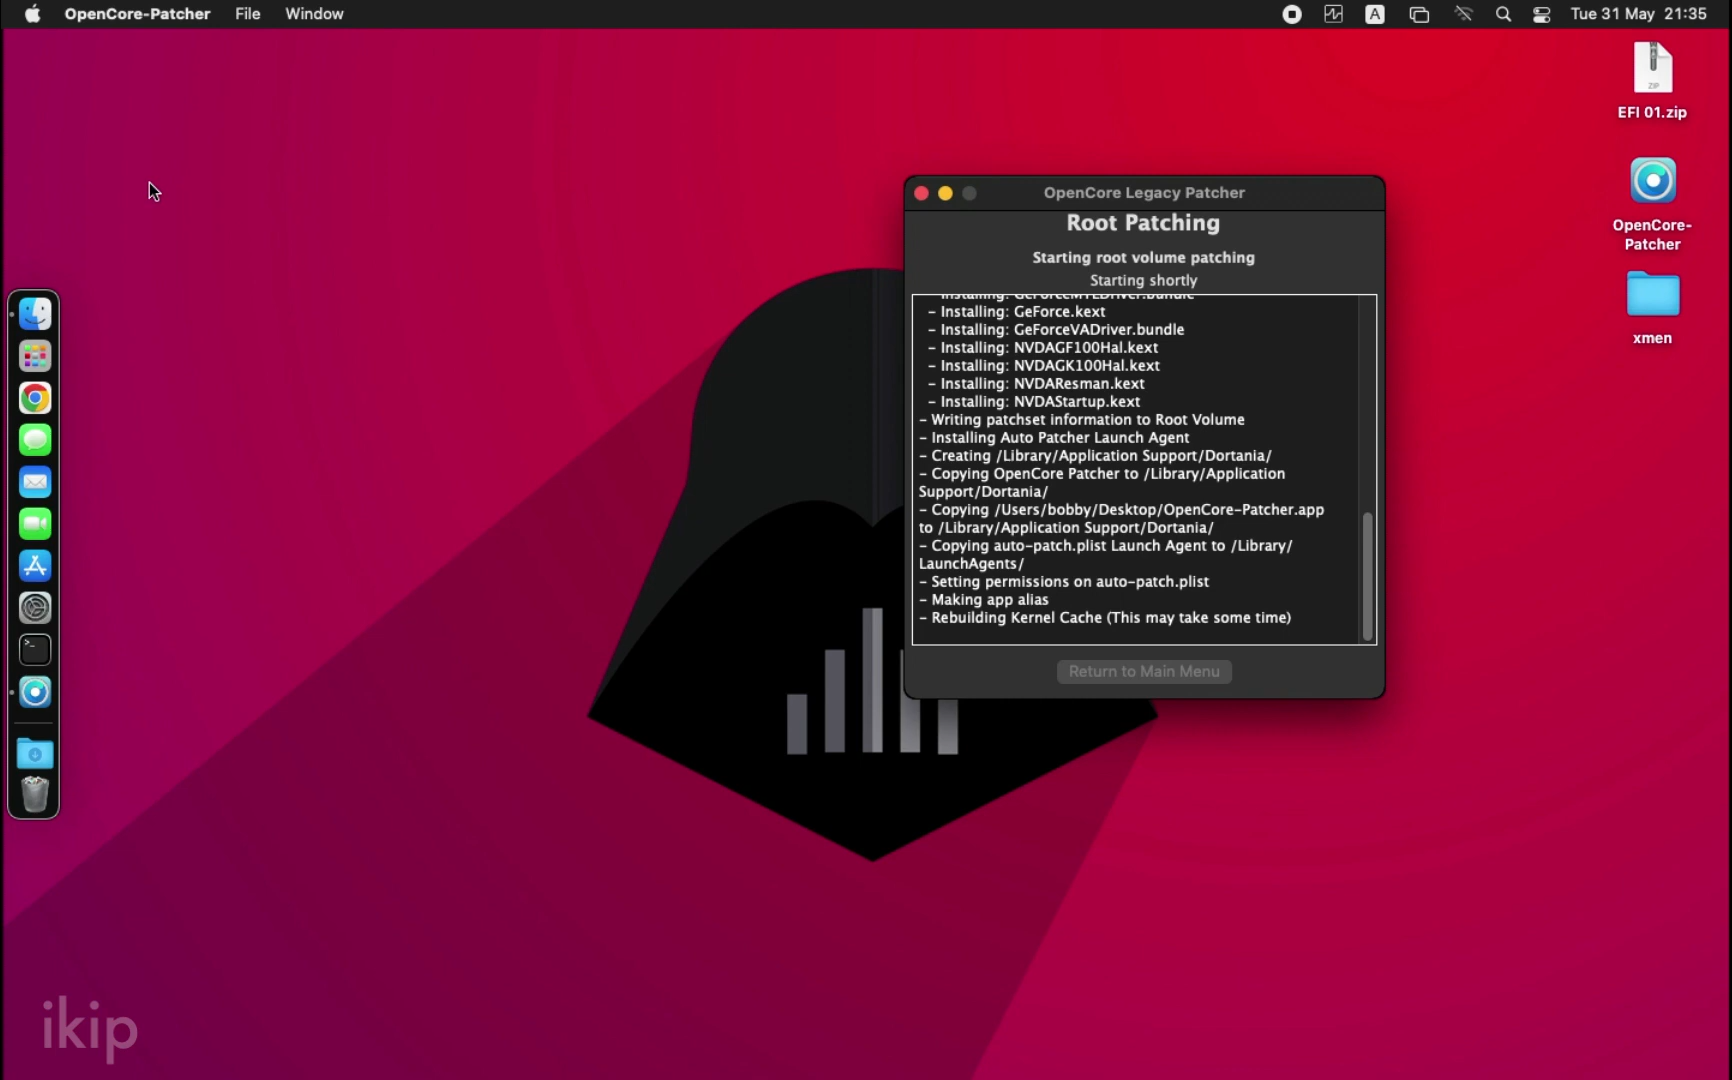 OpenCore-Patcher File Window A Tue 31 May 21:35
ZIP
EFI 01.zip
OpenCore-
Patcher
xmen
OpenCore Legacy Patcher
Root Patching
Starting root volume patching
Starting shortly
- Installing: GeForceMTLDriver.bundle
- Installing: GeForce.kext
- Installing: GeForceVADriver.bundle
- Installing: NVDAGF100Hal.kext
- Installing: NVDAGK100Hal.kext
- Installing: NVDAResman.kext
- Installing: NVDAStartup.kext
- Writing patchset information to Root Volume
- Installing Auto Patcher Launch Agent
- Creating /Library/Application Support/Dortania/
- Copying OpenCore Patcher to /Library/Application
Support/Dortania/
- Copying /Users/bobby/Desktop/OpenCore-Patcher.app
to /Library/Application Support/Dortania/
- Copying auto-patch.plist Launch Agent to /Library/
LaunchAgents/
- Setting permissions on auto-patch.plist
- Making app alias
- Rebuilding Kernel Cache (This may take some time)
Return to Main Menu
ikip